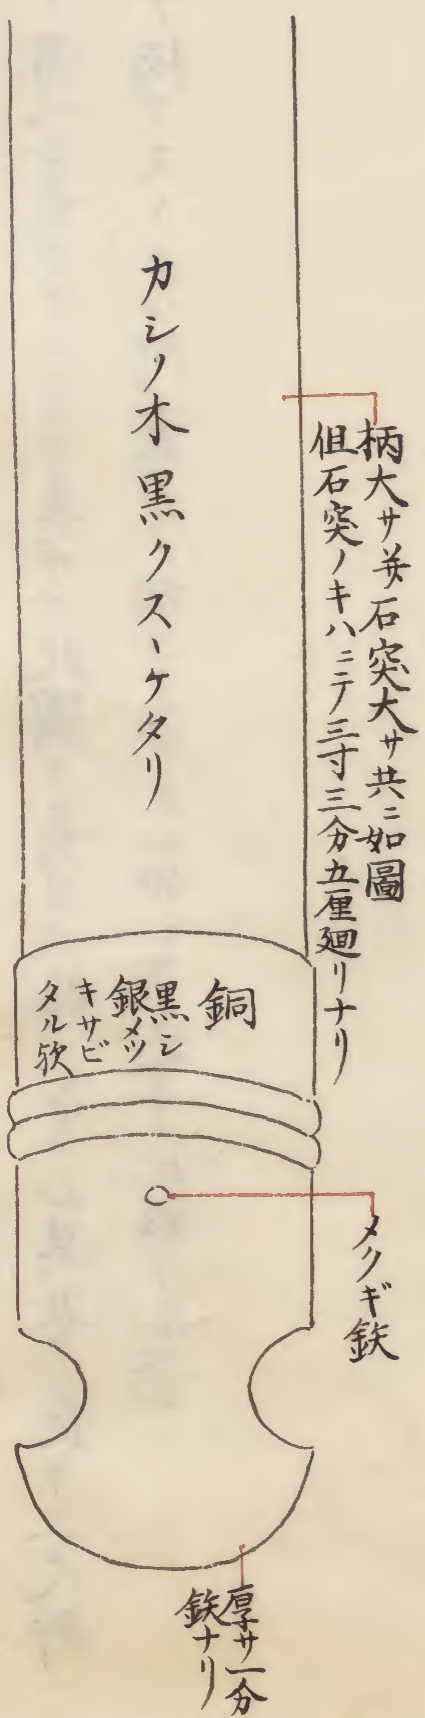 柄大サ并石突大サ共ニ如圖
但石突ノキハニテ三寸三分五厘廻リナリ
カシノ木黒クスヽケタリ
銅
黒シ
銀メツ
キサビ
タル欤
メクギ鉄
厚サ一分
鉄ナリ